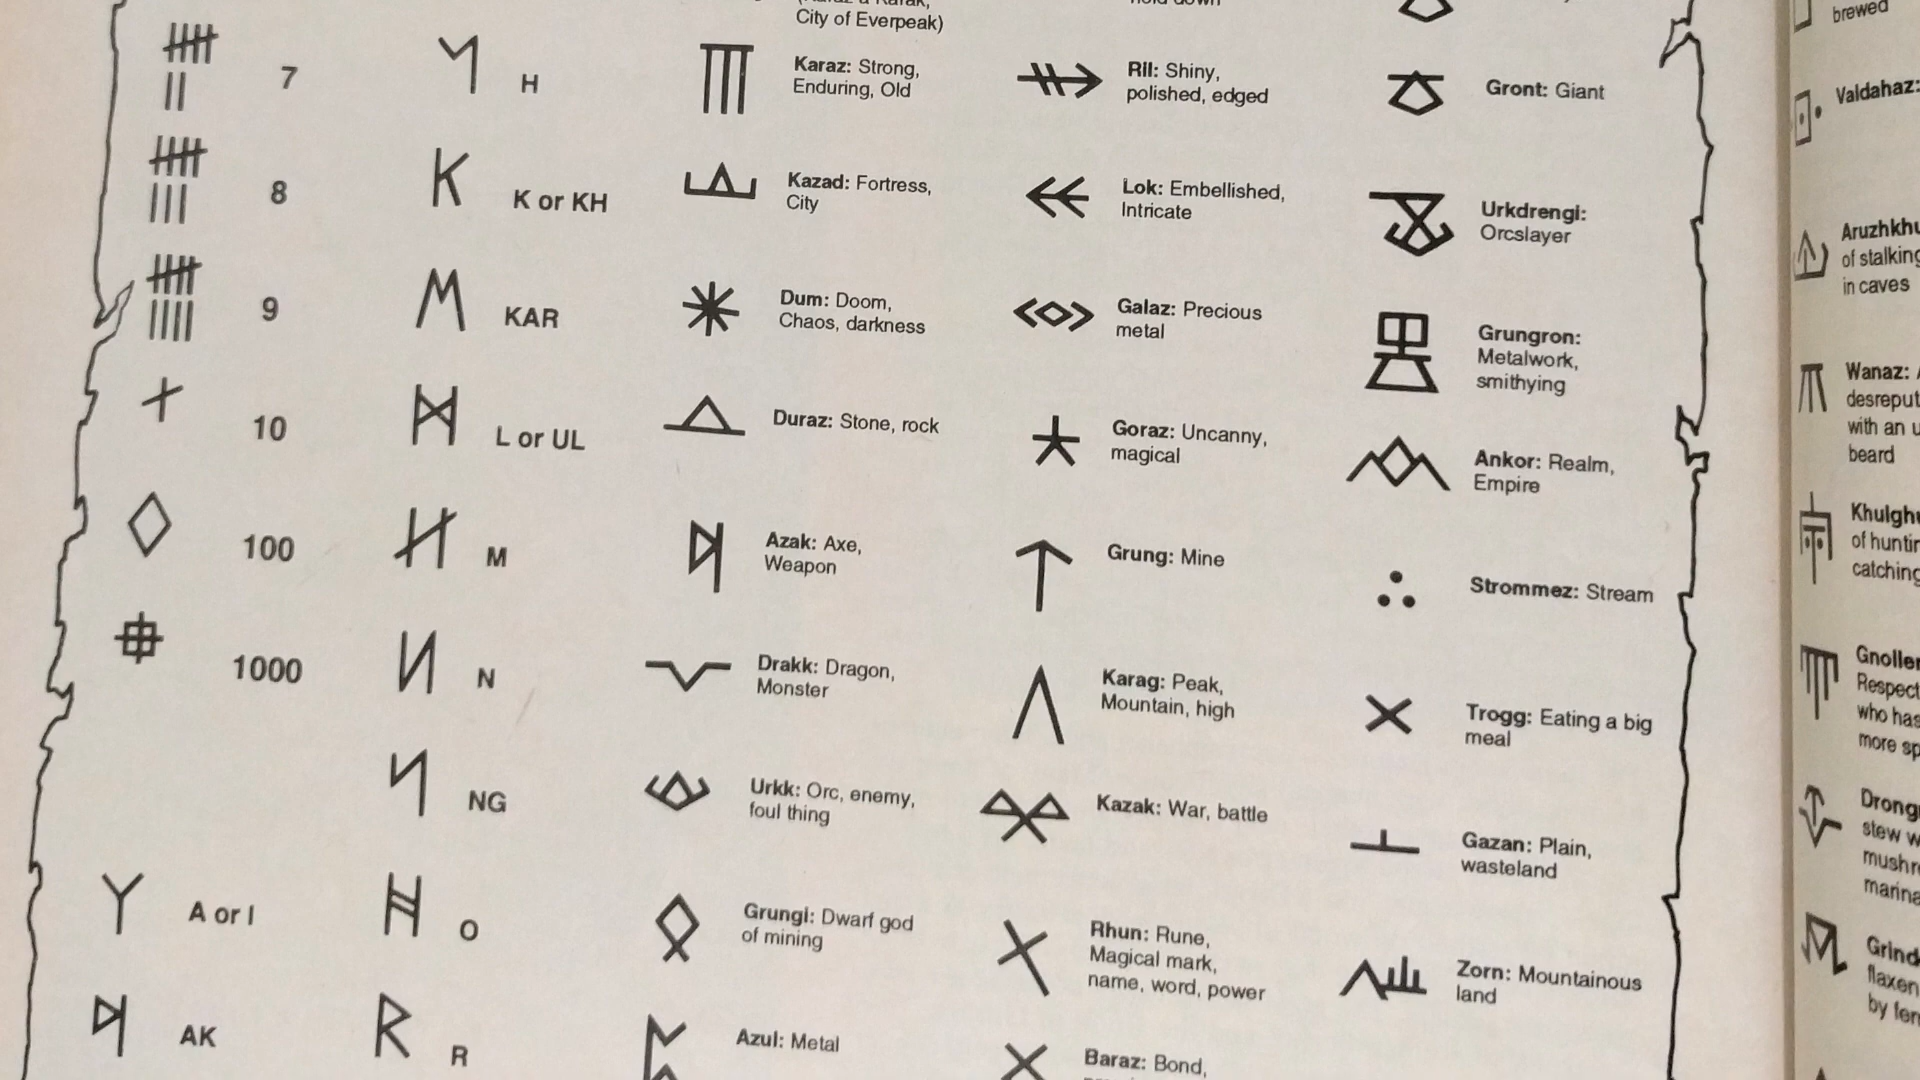 City of Everpeak)
7
H
Karaz: Strong,
Enduring, Old
Ril: Shiny,
polished, edged
Gront: Giant
8
K or KH
Kazad: Fortress,
City
Lok: Embellished,
Intricate
Urkdrengi:
Orcslayer
9
KAR
Dum: Doom,
Chaos, darkness
Galaz: Precious
metal
Grungron:
Metalwork,
smithying
10
L or UL
Duraz: Stone, rock
Goraz: Uncanny,
magical
Ankor: Realm,
Empire
100
M
Azak: Axe,
Weapon
Grung: Mine
Strommez: Stream
1000
N
Drakk: Dragon,
Monster
Karag: Peak,
Mountain, high
Trogg: Eating a big
meal
NG
Urkk: Orc, enemy,
foul thing
Kazak: War, battle
Gazan: Plain,
wasteland
A or I
O
Grungi: Dwarf god
of mining
Rhun: Rune,
Magical mark,
name, word, power
Zorn: Mountainous
land
AK
R
Azul: Metal
Baraz: Bond,
brewed
Valdahaz:
of stalking
in caves
Wanaz:
with an
beard
catching
Respect
who has
more
stew
by